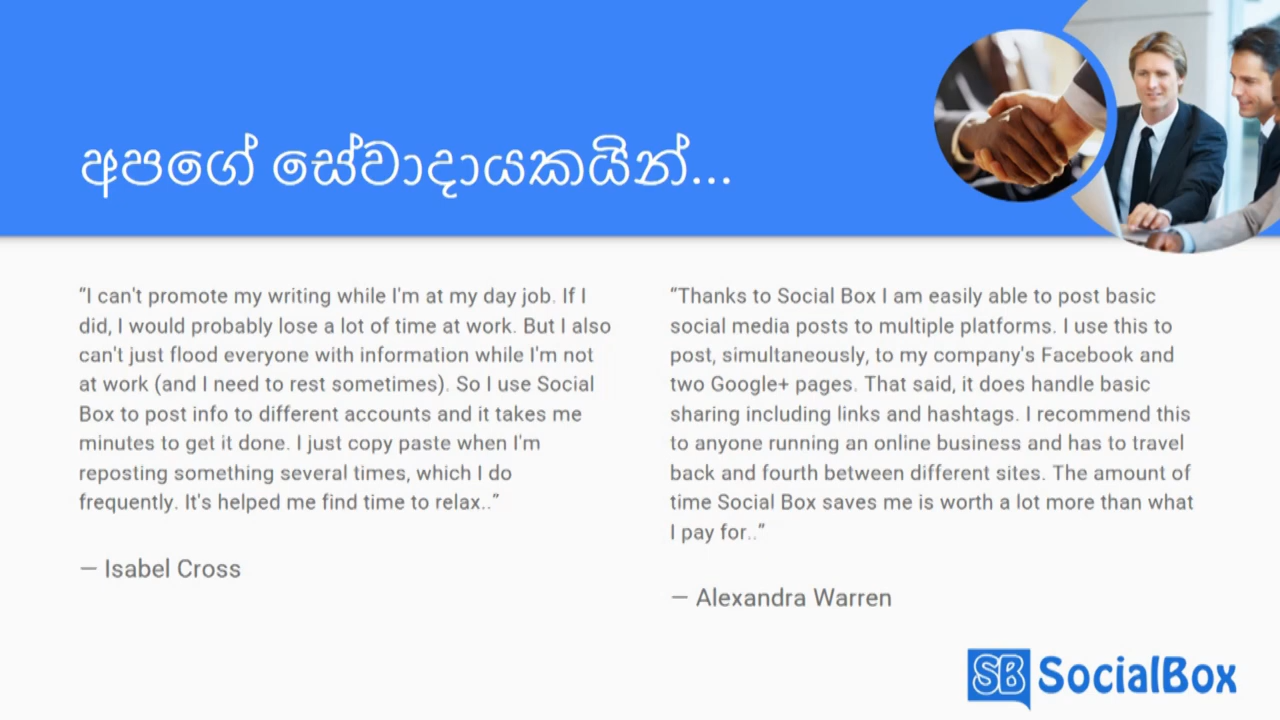 අපගේ සේවාදායකයින්...
“I can't promote my writing while I'm at my day job. If I
did, I would probably lose a lot of time at work. But I also
can't just flood everyone with information while I'm not
at work (and I need to rest sometimes). So I use Social
Box to post info to different accounts and it takes me
minutes to get it done. I just copy paste when I'm
reposting something several times, which I do
frequently. It's helped me find time to relax..”
— Isabel Cross
“Thanks to Social Box I am easily able to post basic
social media posts to multiple platforms. I use this to
post, simultaneously, to my company's Facebook and
two Google+ pages. That said, it does handle basic
sharing including links and hashtags. I recommend this
to anyone running an online business and has to travel
back and fourth between different sites. The amount of
time Social Box saves me is worth a lot more than what
I pay for..”
— Alexandra Warren
SB SocialBox